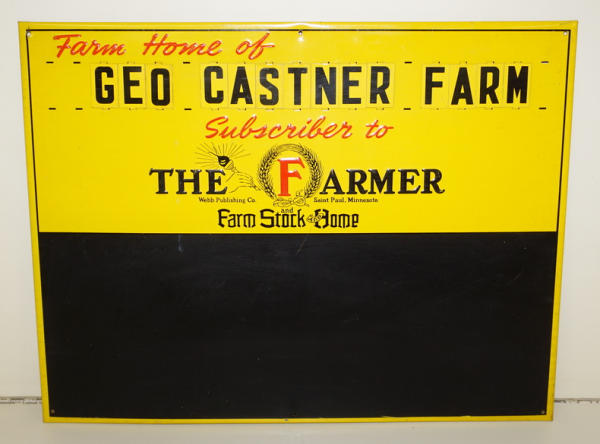 Farm Home of
GEO CASTNER FARM
Subscriber to
THE FARMER
Webb Publishing Co. Saint Paul, Minnesota
and
Farm Stock and Home